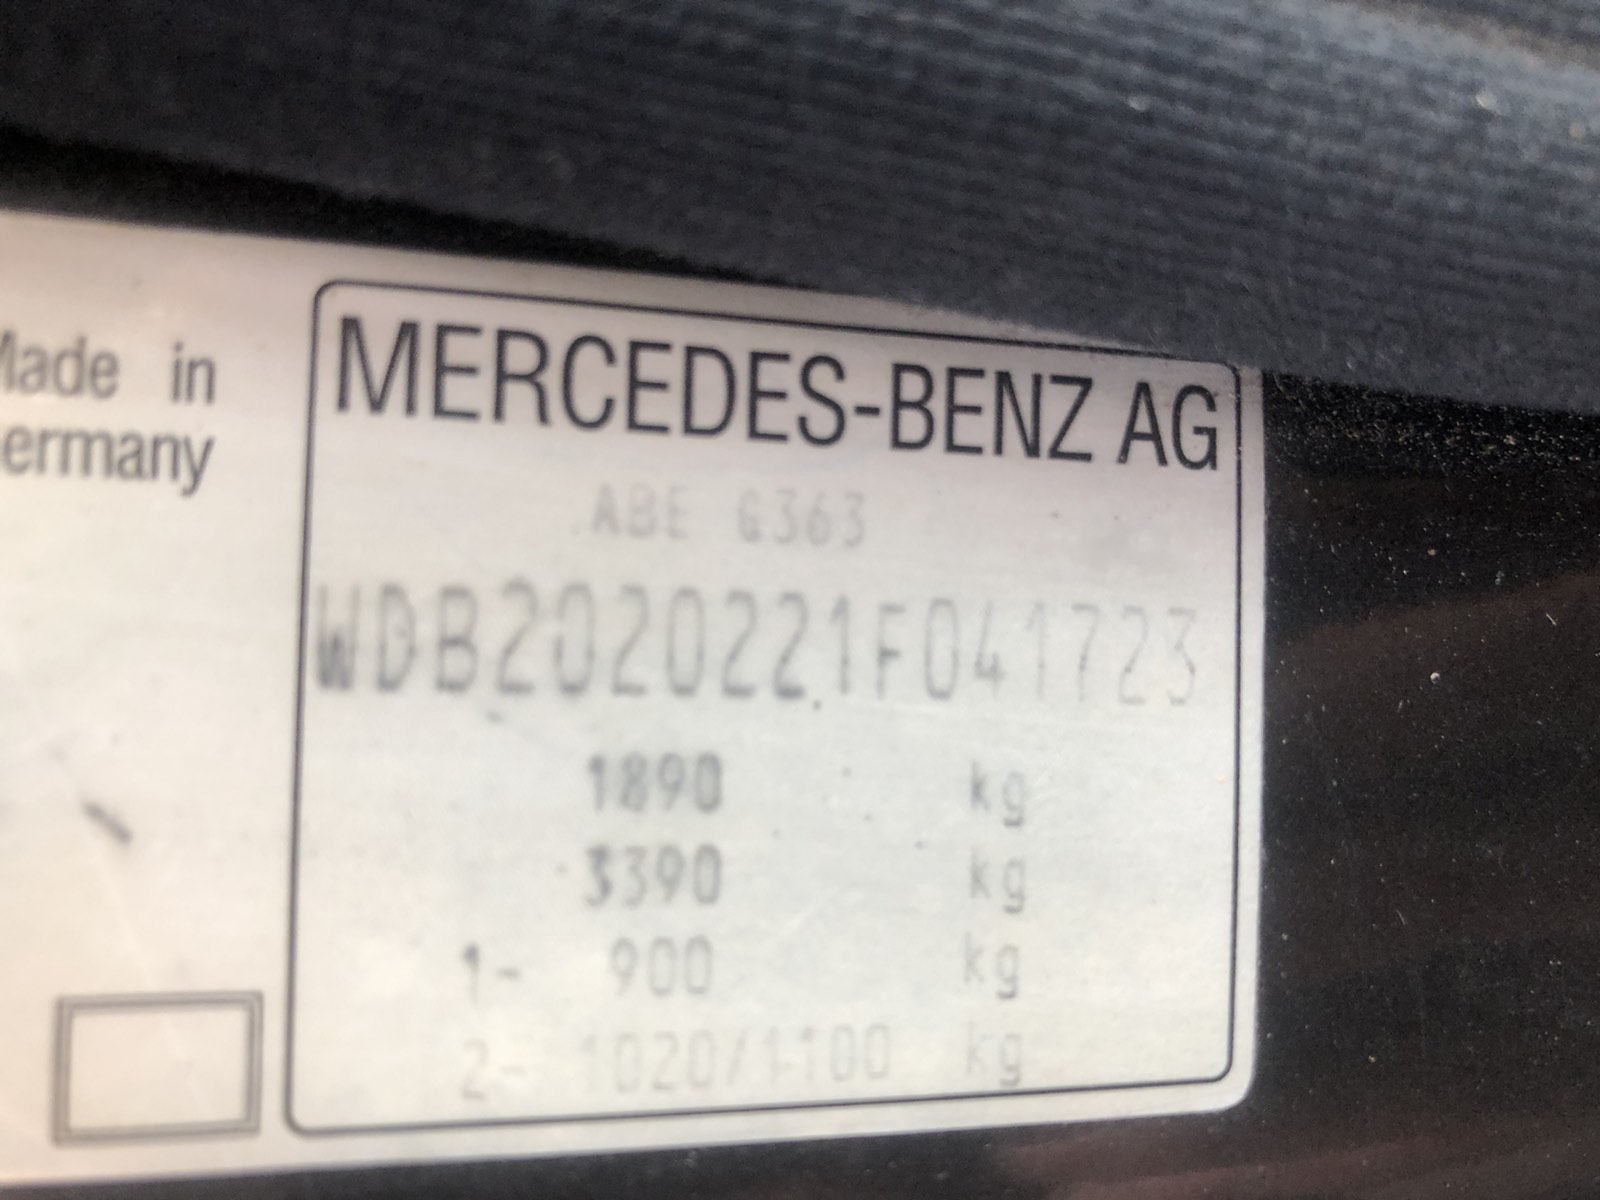 Made in
Germany
MERCEDES-BENZ AG
ABE G363
WDB2020221F041723
1890 kg
3390 kg
1- 900 kg
2- 1020/1100 kg